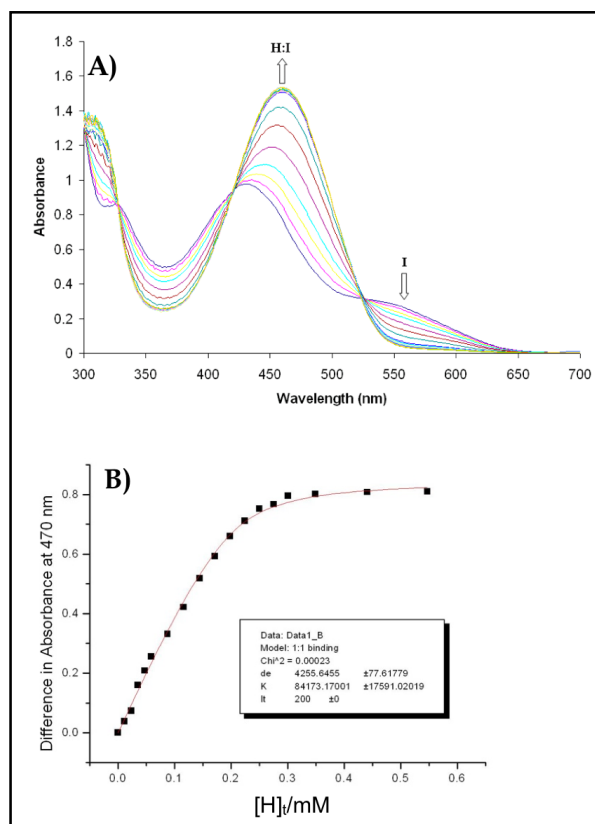 A)
H:I
I
1.8
1.6
1.4
1.2
1
0.8
0.6
0.4
0.2
0
Absorbance
300 350 400 450 500 550 600 650 700
Wavelength (nm)
B)
0.8
0.6
0.4
0.2
0.0
Difference in Absorbance at 470 nm
Data: Data1_B
Model: 1:1 binding
Chi^2 = 0.00023
de 4255.6455 ±77.61779
K 84173.17001 ±17591.02019
It 200 ±0
0.0 0.1 0.2 0.3 0.4 0.5 0.6
[H]t/mM